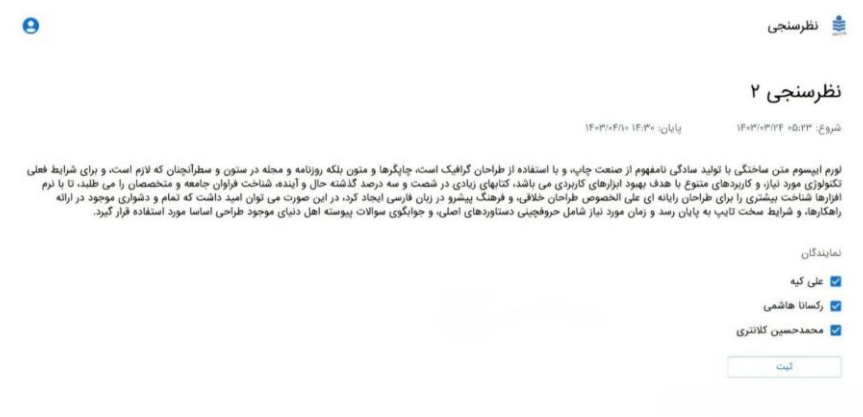 نظرسنجی
نظرسنجی ۲
شروع: ۰۵:۲۳ ۱۴۰۳/۰۳/۲۴
پایان: ۱۴:۳۰ ۱۴۰۳/۰۴/۱۰
لورم ایپسوم متن ساختگی با تولید سادگی نامفهوم از صنعت چاپ، و با استفاده از طراحان گرافیک است، چاپگرها و متون بلکه روزنامه و مجله در ستون و سطرآنچنان که لازم است، و برای شرایط فعلی
تکنولوژی مورد نیاز، و کاربردهای متنوع با هدف بهبود ابزارهای کاربردی می باشد، کتابهای زیادی در شصت و سه درصد گذشته حال و آینده، شناخت فراوان جامعه و متخصصان را می طلبد، تا با نرم
افزارها شناخت بیشتری را برای طراحان رایانه ای علی الخصوص طراحان خلاقی، و فرهنگ پیشرو در زبان فارسی ایجاد کرد، در این صورت می توان امید داشت که تمام و دشواری موجود در ارائه
راهکارها، و شرایط سخت تایپ به پایان رسد و زمان مورد نیاز شامل حروفچینی دستاوردهای اصلی، و جوابگوی سوالات پیوسته اهل دنیای موجود طراحی اساسا مورد استفاده قرار گیرد.
نمایندگان
علی کیه
رکسانا هاشمی
محمدحسین کلانتری
ثبت